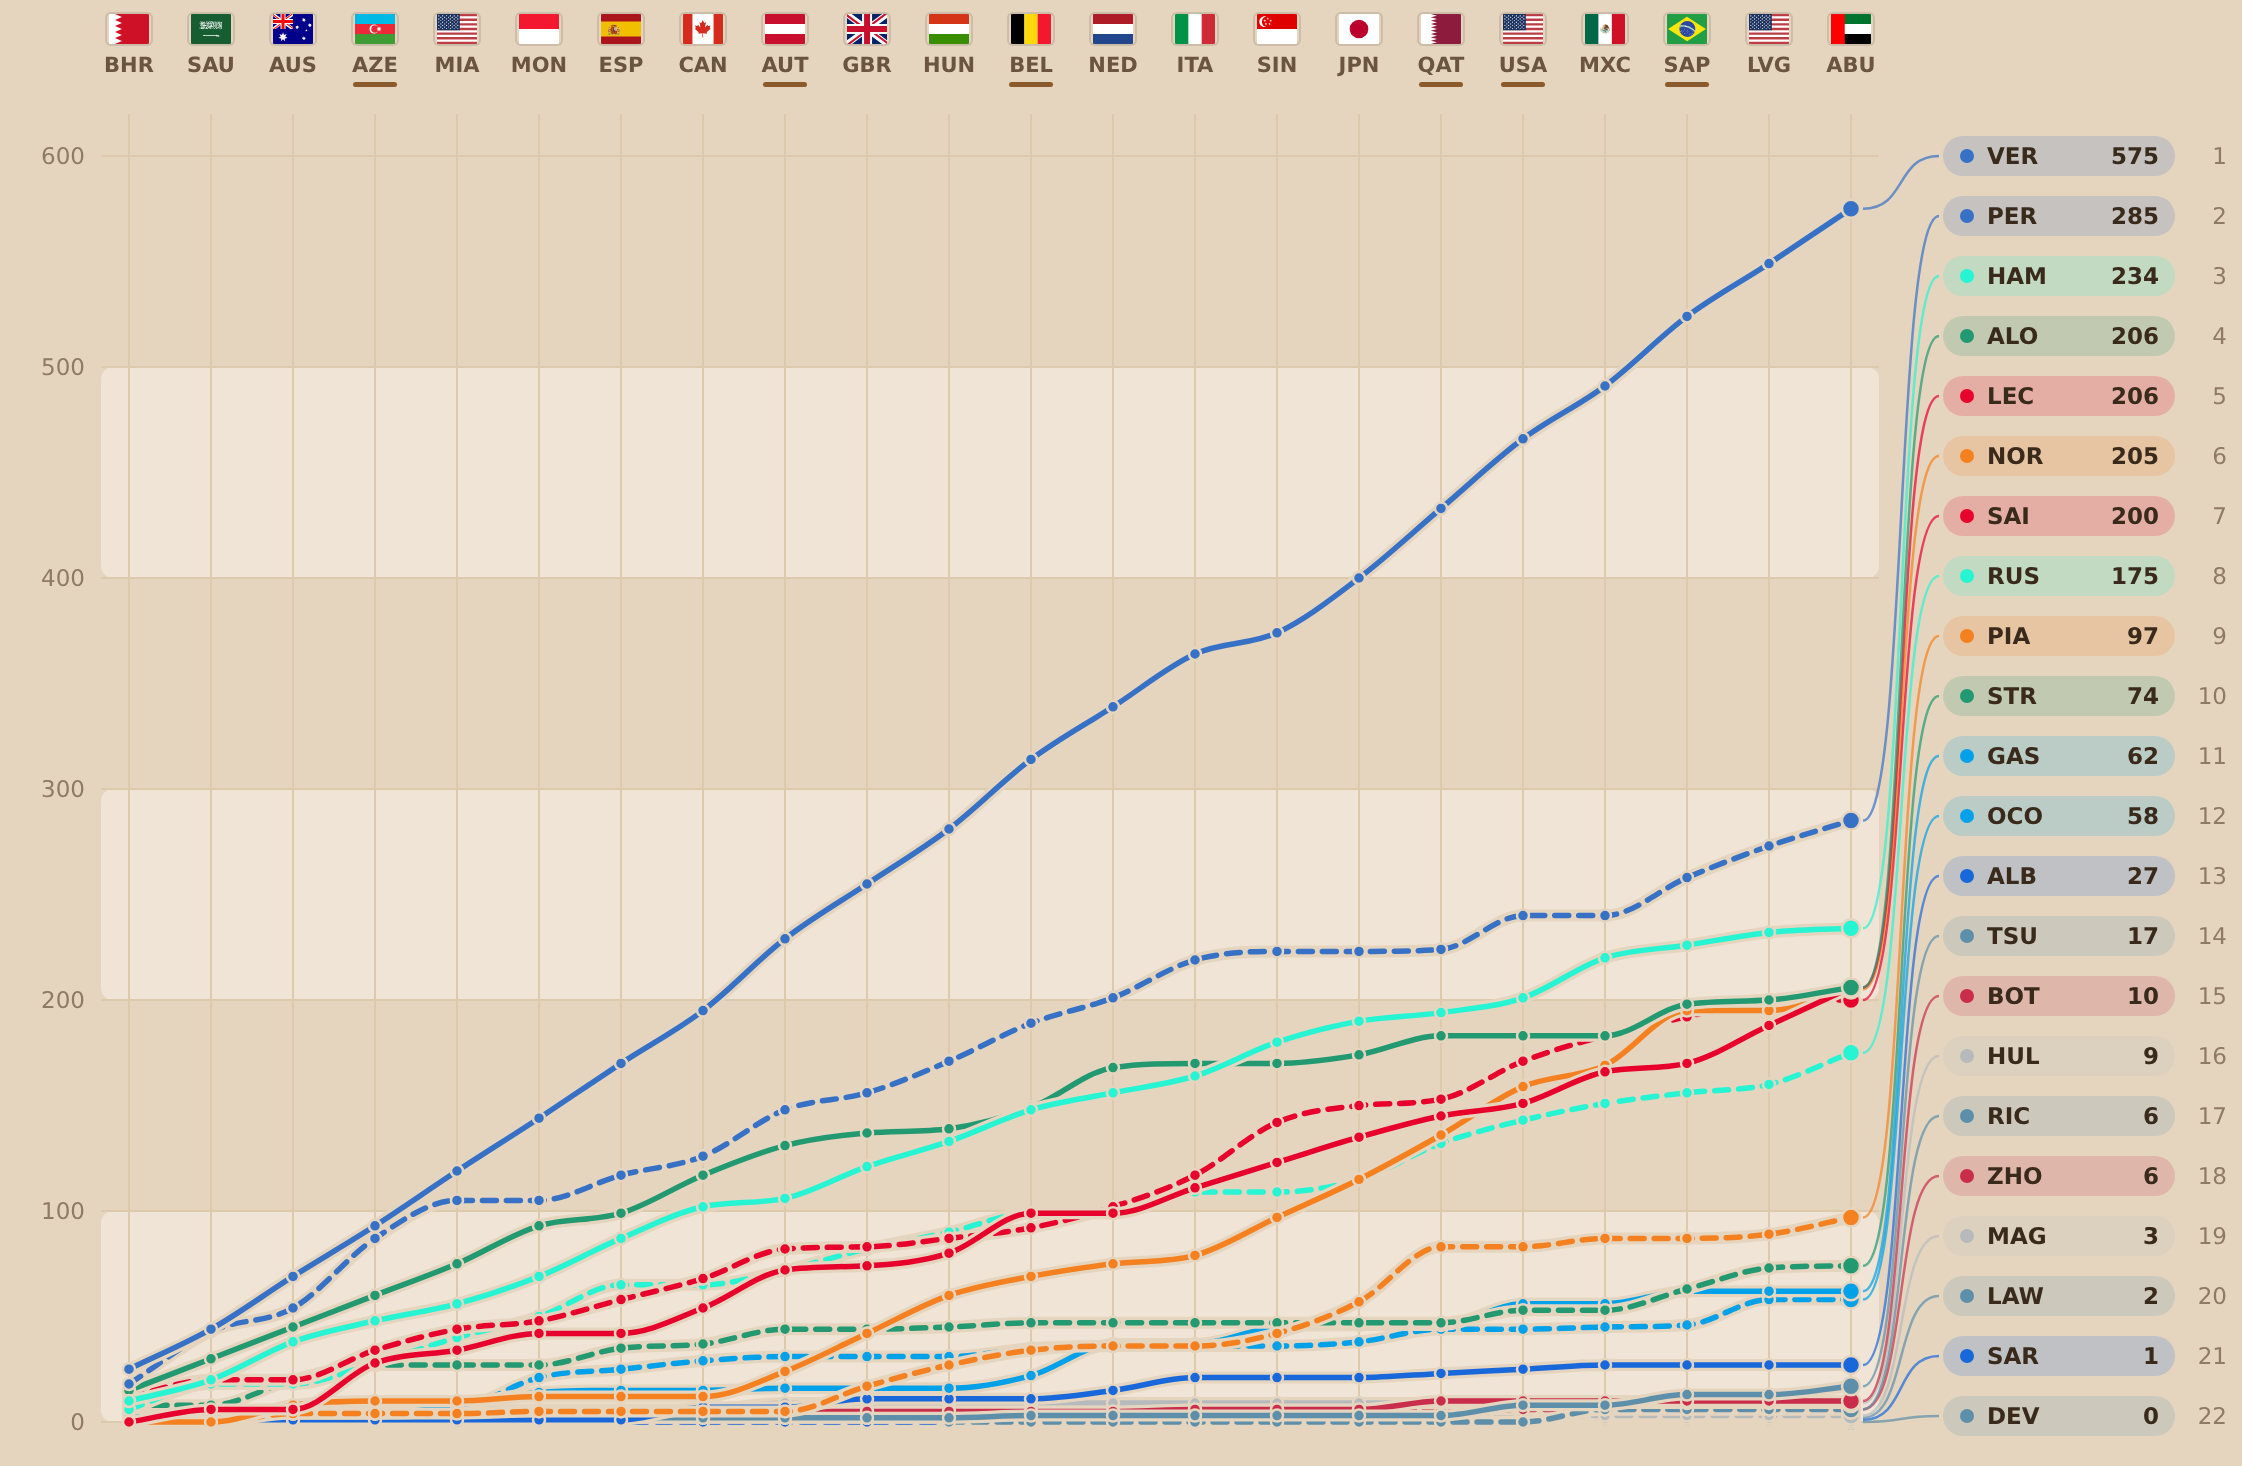 BHR SAU AUS AZE MIA MON ESP CAN AUT GBR HUN BEL NED ITA SIN JPN QAT USA MXC SAP LVG ABU
600
500
400
300
200
100
0
VER 575 1
PER 285 2
HAM 234 3
ALO 206 4
LEC 206 5
NOR 205 6
SAI 200 7
RUS 175 8
PIA 97 9
STR 74 10
GAS 62 11
OCO 58 12
ALB 27 13
TSU 17 14
BOT 10 15
HUL 9 16
RIC 6 17
ZHO 6 18
MAG 3 19
LAW 2 20
SAR 1 21
DEV 0 22